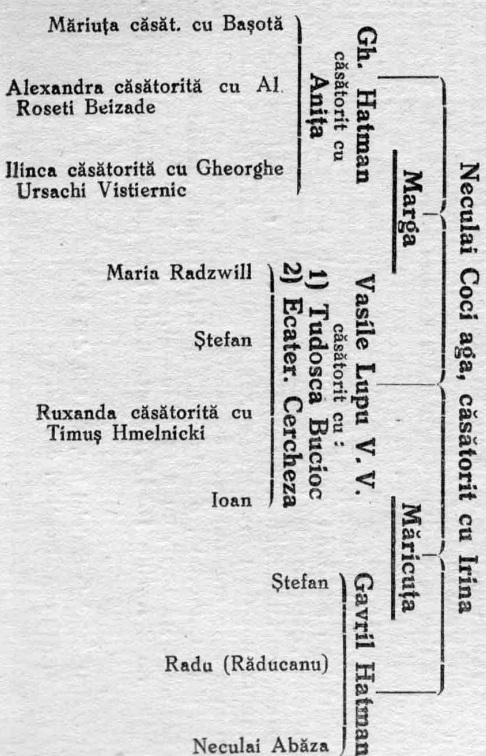 Neculai Coci aga, căsătorit cu Irina
Marga
Măricuța
Gh. Hatman
căsătorit cu
Anița
Măriuța căsăt. cu Bașotă
Alexandra căsătorită cu Al.
Roseti Beizade
Ilinca căsătorită cu Gheorghe
Ursachi Vistiernic
Vasile Lupu V. V.
căsătorit cu :
1) Tudosca Bucioc
2) Ecater. Cercheza
Maria Radzwill
Ștefan
Ruxanda căsătorită cu
Timuș Hmelnicki
Ioan
Gavril Hatman
Ștefan
Radu (Răducanu)
Neculai Abăza